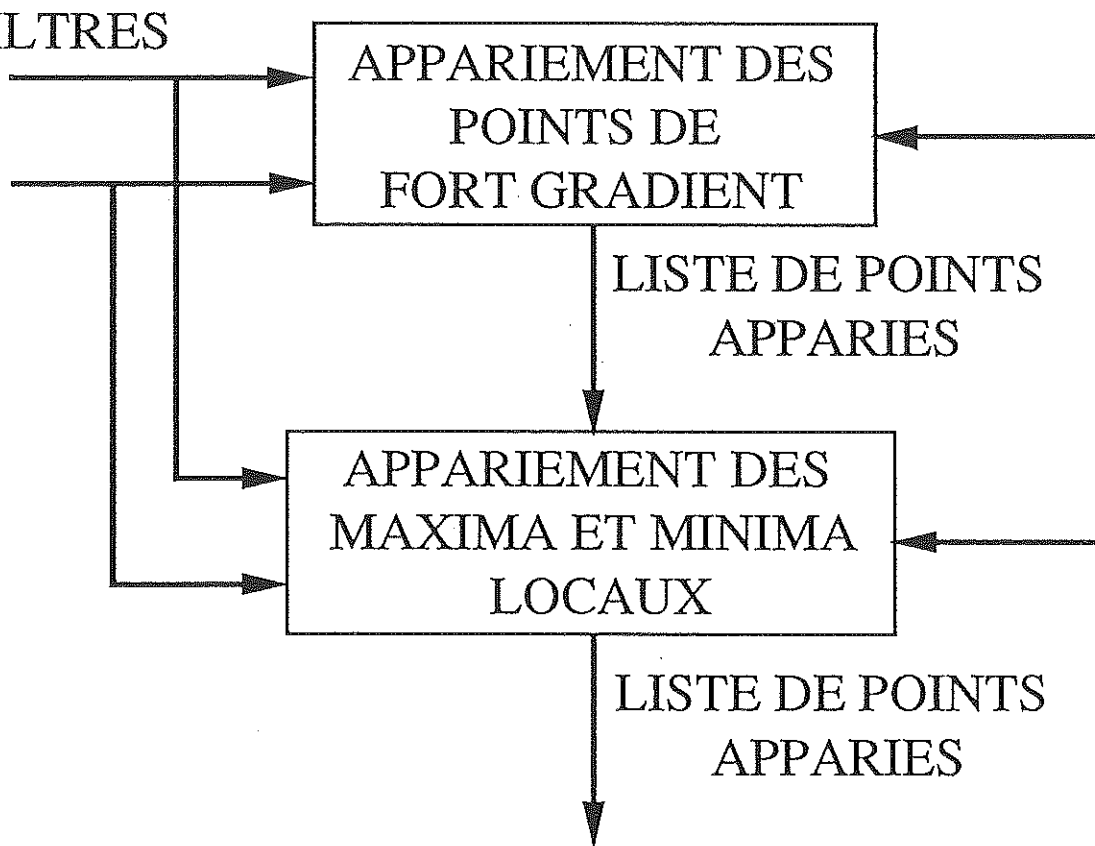 ILTRES
APPARIEMENT DES
POINTS DE
FORT GRADIENT
LISTE DE POINTS
APPARIES
APPARIEMENT DES
MAXIMA ET MINIMA
LOCAUX
LISTE DE POINTS
APPARIES